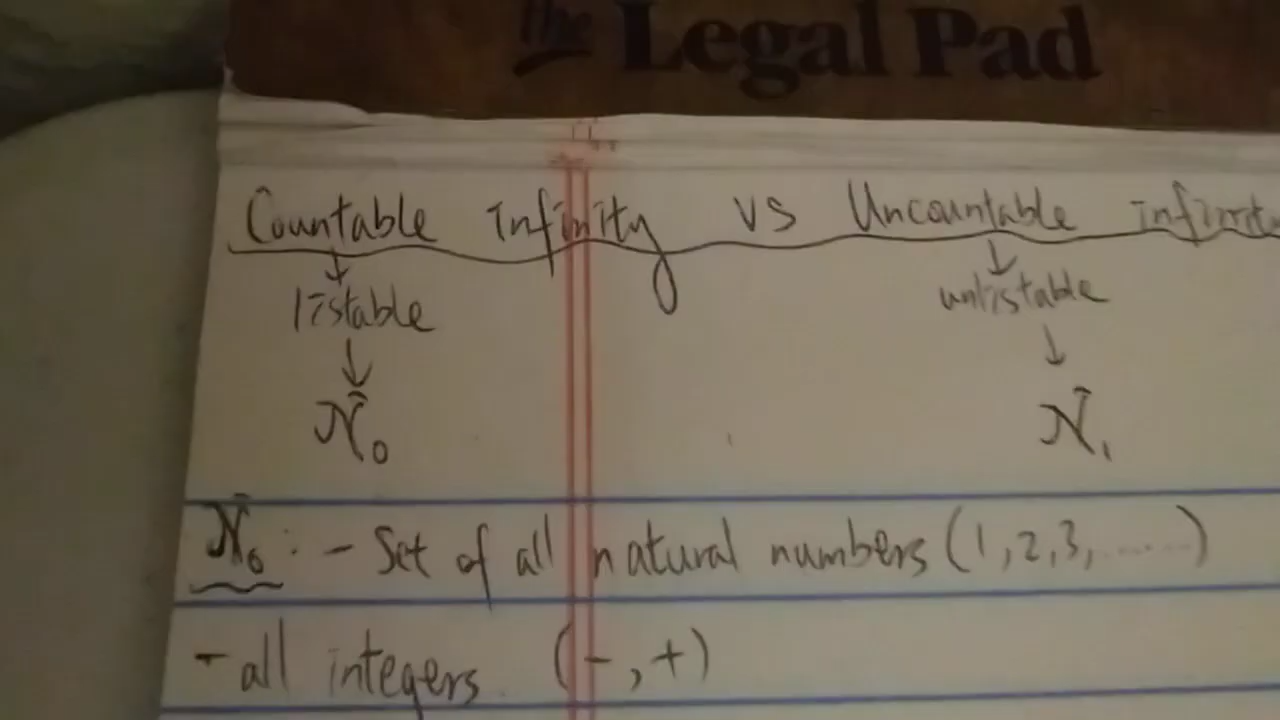 the Legal Pad
Countable infinity vs Uncountable infinity
listable unlistable
ℵ₀ ℵ₁
ℵ₀: - Set of all natural numbers (1,2,3,......)
- all integers (-,+)